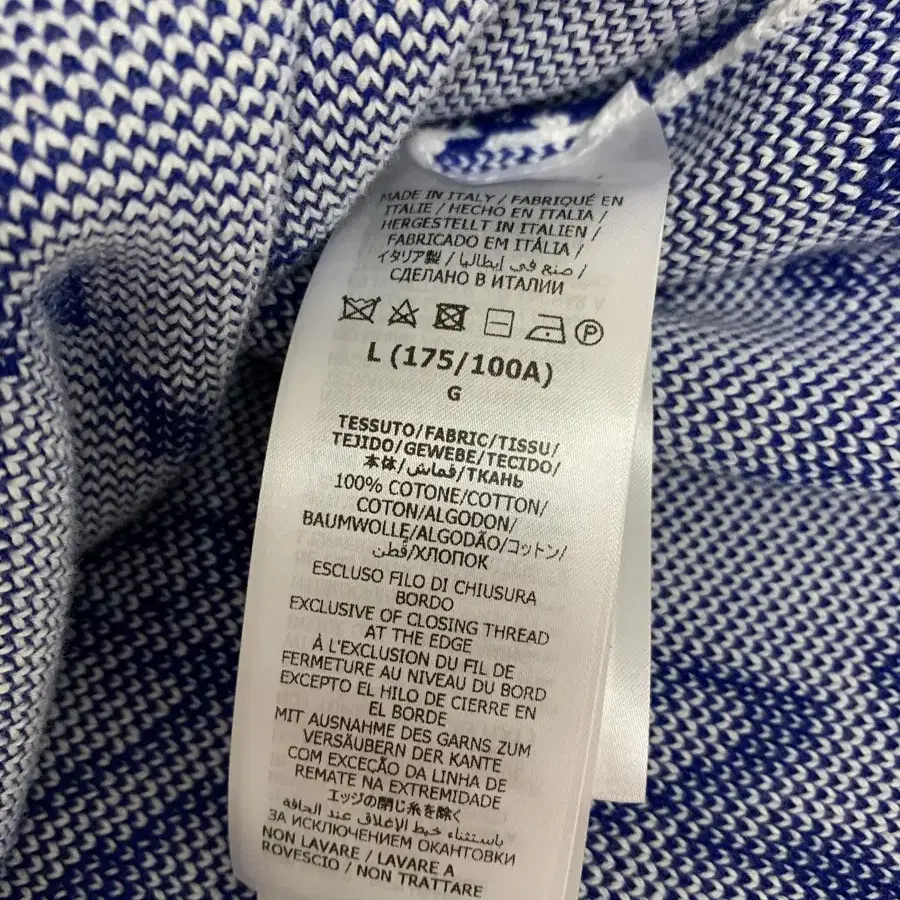 MADE IN ITALY / FABRIQUÉ EN
ITALIE / HECHO EN ITALIA /
HERGESTELLT IN ITALIEN /
FABRICADO EM ITÁLIA /
イタリア製 / صنع في إيطاليا /
СДЕЛАНО В ИТАЛИИ
P
L (175/100A)
G
TESSUTO/FABRIC/TISSU/
TEJIDO/GEWEBE/TECIDO/
本体/قماش/ТКАНЬ
100% COTONE/COTTON/
COTON/ALGODON/
BAUMWOLLE/ALGODÃO/コットン/
قطن/ХЛОПОК
ESCLUSO FILO DI CHIUSURA
BORDO
EXCLUSIVE OF CLOSING THREAD
AT THE EDGE
À L'EXCLUSION DU FIL DE
FERMETURE AU NIVEAU DU BORD
EXCEPTO EL HILO DE CIERRE EN
EL BORDE
MIT AUSNAHME DES GARNS ZUM
VERSÄUBERN DER KANTE
COM EXCEÇÃO DA LINHA DE
REMATE NA EXTREMIDADE
エッジの閉じ糸を除く
باستثناء خيط الإغلاق عند الحافة
ЗА ИСКЛЮЧЕНИЕМ ОКАНТОВКИ
NON LAVARE / LAVARE A
ROVESCIO / NON TRATTARE